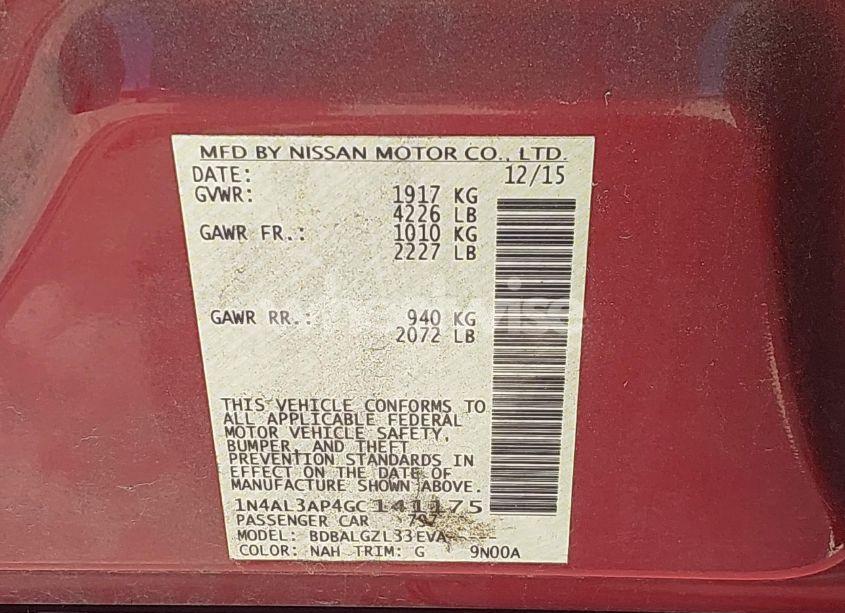 MFD BY NISSAN MOTOR CO., LTD.
DATE: 12/15
GVWR: 1917 KG
4226 LB
GAWR FR.: 1010 KG
2227 LB
GAWR RR.: 940 KG
2072 LB
THIS VEHICLE CONFORMS TO
ALL APPLICABLE FEDERAL
MOTOR VEHICLE SAFETY,
BUMPER, AND THEFT
PREVENTION STANDARDS IN
EFFECT ON THE DATE OF
MANUFACTURE SHOWN ABOVE.
1N4AL3AP4GC141175
PASSENGER CAR 797
MODEL: BDBALGZL33EVA----
COLOR: NAH TRIM: G 9N00A